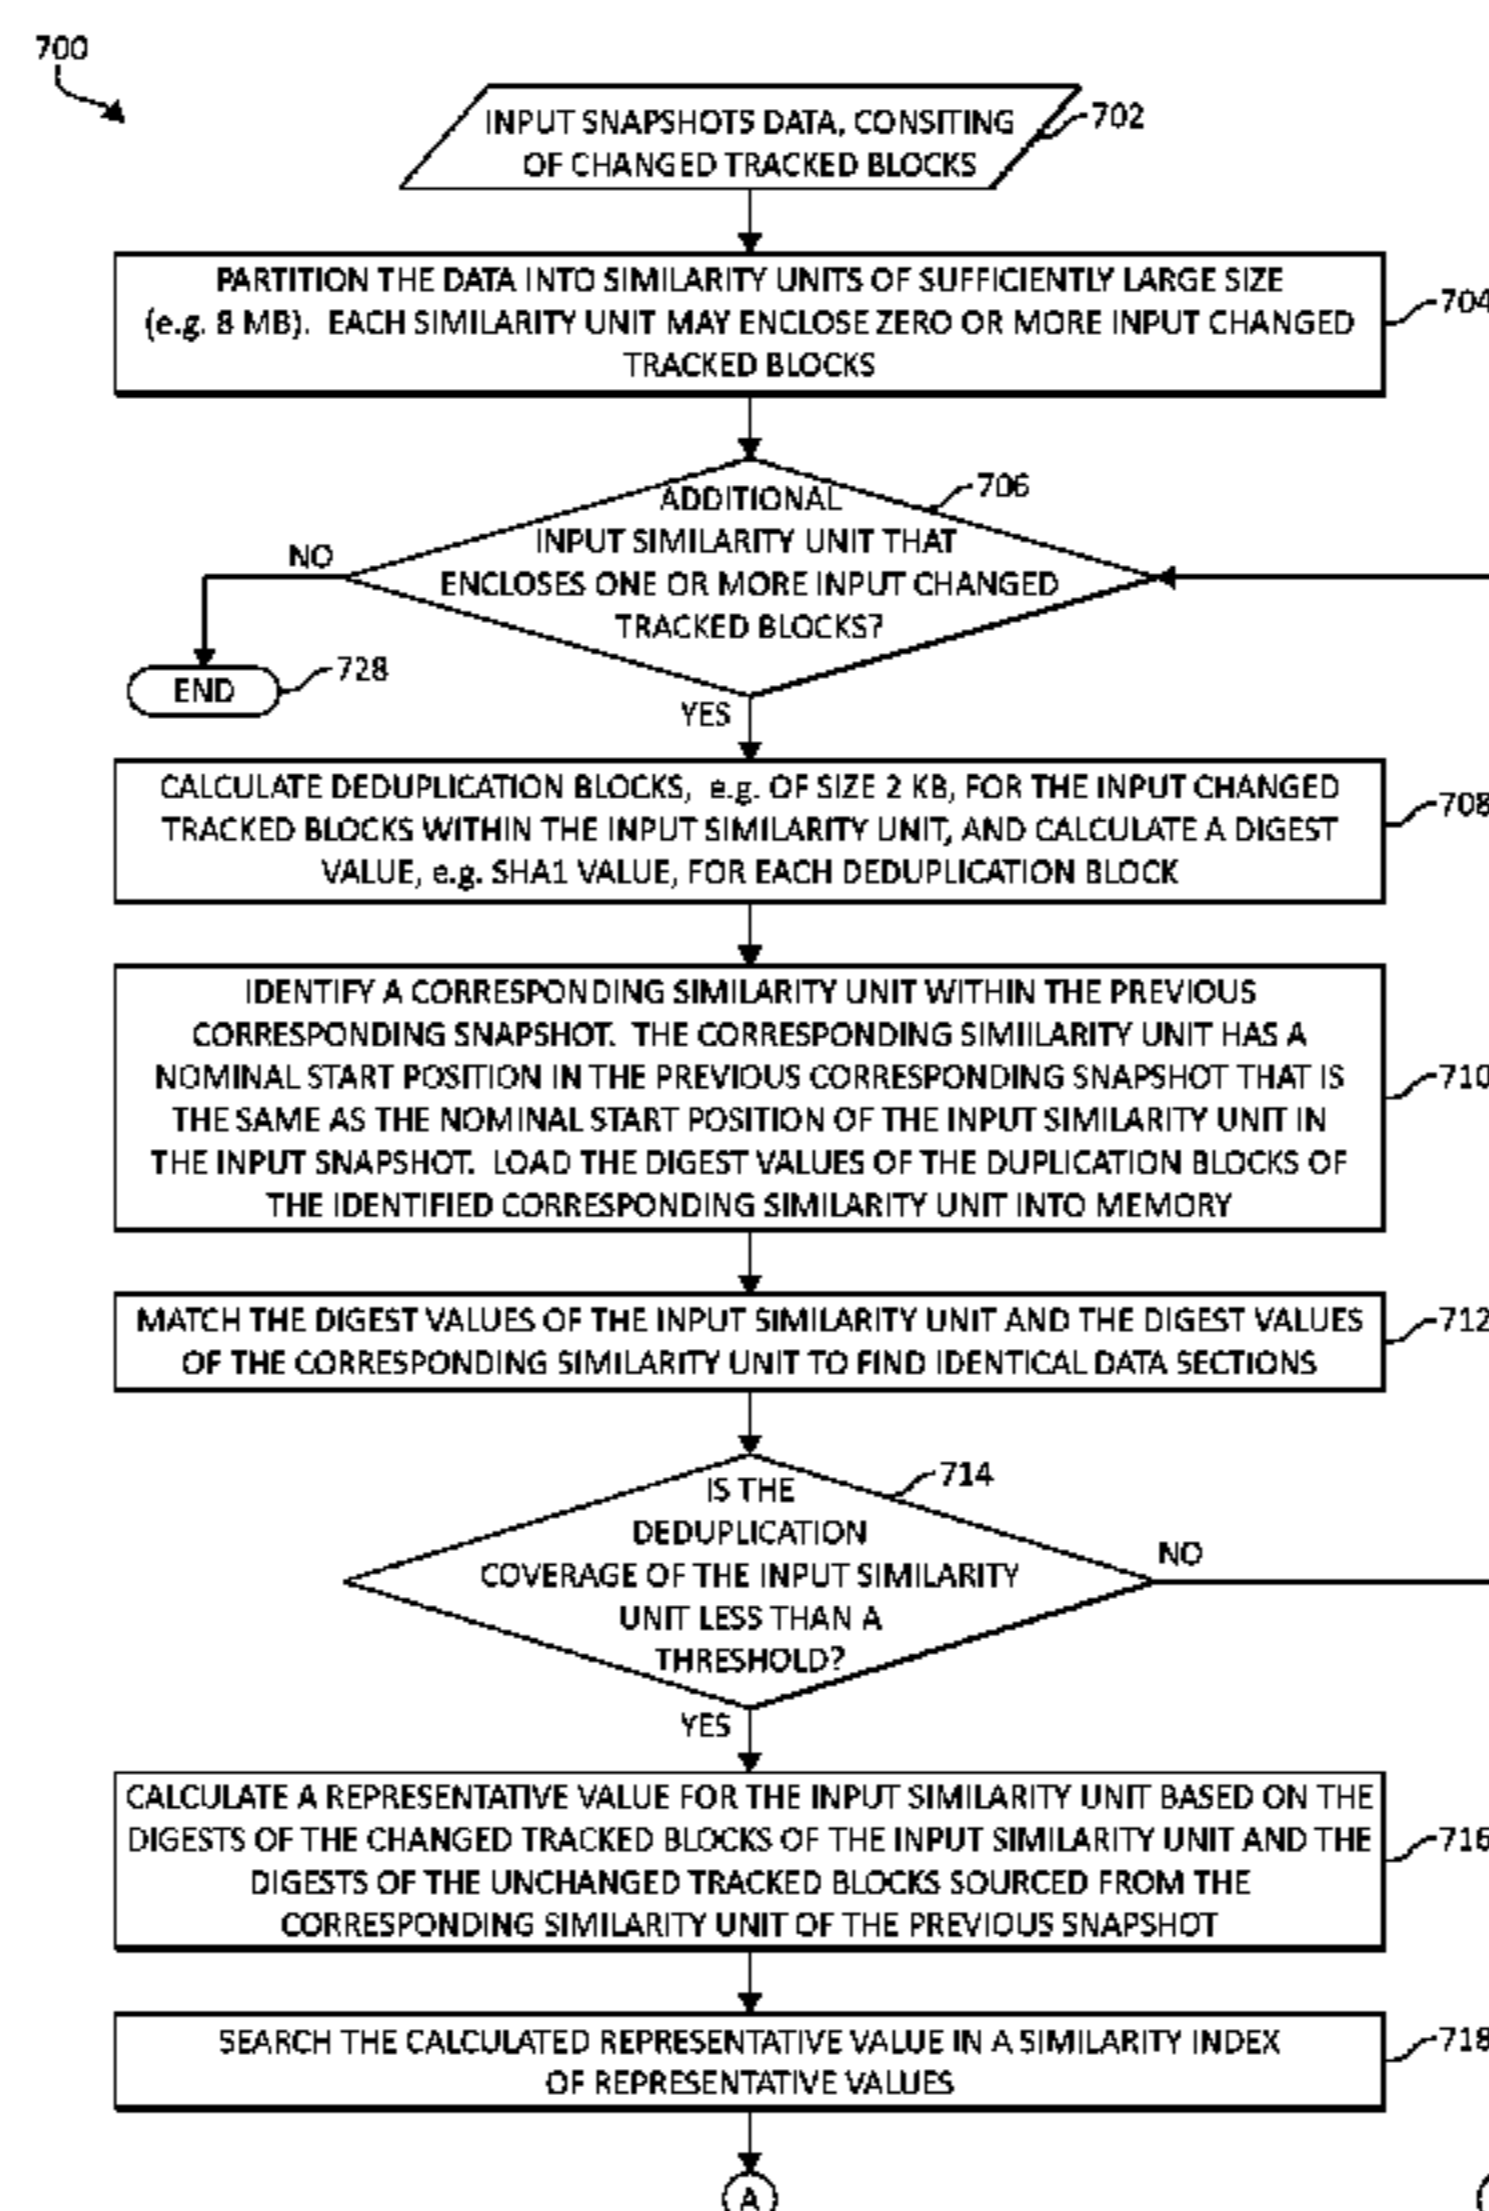 700
INPUT SNAPSHOTS DATA, CONSITING
OF CHANGED TRACKED BLOCKS
702
PARTITION THE DATA INTO SIMILARITY UNITS OF SUFFICIENTLY LARGE SIZE
(e.g. 8 MB). EACH SIMILARITY UNIT MAY ENCLOSE ZERO OR MORE INPUT CHANGED
TRACKED BLOCKS
704
ADDITIONAL
INPUT SIMILARITY UNIT THAT
ENCLOSES ONE OR MORE INPUT CHANGED
TRACKED BLOCKS?
706
NO
END
728
YES
CALCULATE DEDUPLICATION BLOCKS, e.g. OF SIZE 2 KB, FOR THE INPUT CHANGED
TRACKED BLOCKS WITHIN THE INPUT SIMILARITY UNIT, AND CALCULATE A DIGEST
VALUE, e.g. SHA1 VALUE, FOR EACH DEDUPLICATION BLOCK
708
IDENTIFY A CORRESPONDING SIMILARITY UNIT WITHIN THE PREVIOUS
CORRESPONDING SNAPSHOT. THE CORRESPONDING SIMIILARITY UNIT HAS A
NOMINAL START POSITION IN THE PREVIOUS CORRESPONDING SNAPSHOT THAT IS
THE SAME AS THE NOMINAL START POSITION OF THE INPUT SIMILARITY UNIT IN
THE INPUT SNAPSHOT. LOAD THE DIGEST VALUES OF THE DUPLICATION BLOCKS OF
THE IDENTIFIED CORRESPONDING SIMILARITY UNIT INTO MEMORY
710
MATCH THE DIGEST VALUES OF THE INPUT SIMILARITY UNIT AND THE DIGEST VALUES
OF THE CORRESPONDING SIMILARITY UNIT TO FIND IDENTICAL DATA SECTIONS
712
IS THE
DEDUPLICATION
COVERAGE OF THE INPUT SIMILARITY
UNIT LESS THAN A
THRESHOLD?
714
NO
YES
CALCULATE A REPRESENTATIVE VALUE FOR THE INPUT SIMILARITY UNIT BASED ON THE
DIGESTS OF THE CHANGED TRACKED BLOCKS OF THE INPUT SIMILARITY UNIT AND THE
DIGESTS OF THE UNCHANGED TRACKED BLOCKS SOURCED FROM THE
CORRESPONDING SIMILARITY UNIT OF THE PREVIOUS SNAPSHOT
716
SEARCH THE CALCULATED REPRESENTATIVE VALUE IN A SIMILARITY INDEX
OF REPRESENTATIVE VALUES
718
A